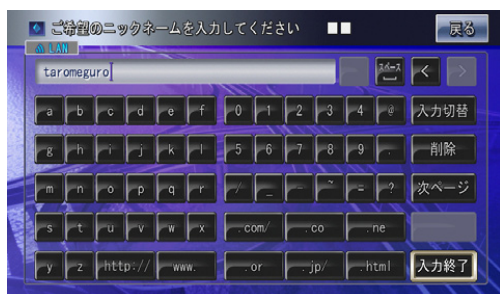 ご希望のニックネームを入力してください 戻る
LAN
taromeguro スペース < >
a b c d e f 0 1 2 3 4 @ 入力切替
g h i j k l 5 6 7 8 9 . 削除
m n o p q r / _ - ~ = ? 次ページ
s t u v w x .com/ .co .ne
y z http:// www. .or .jp/ .html 入力終了